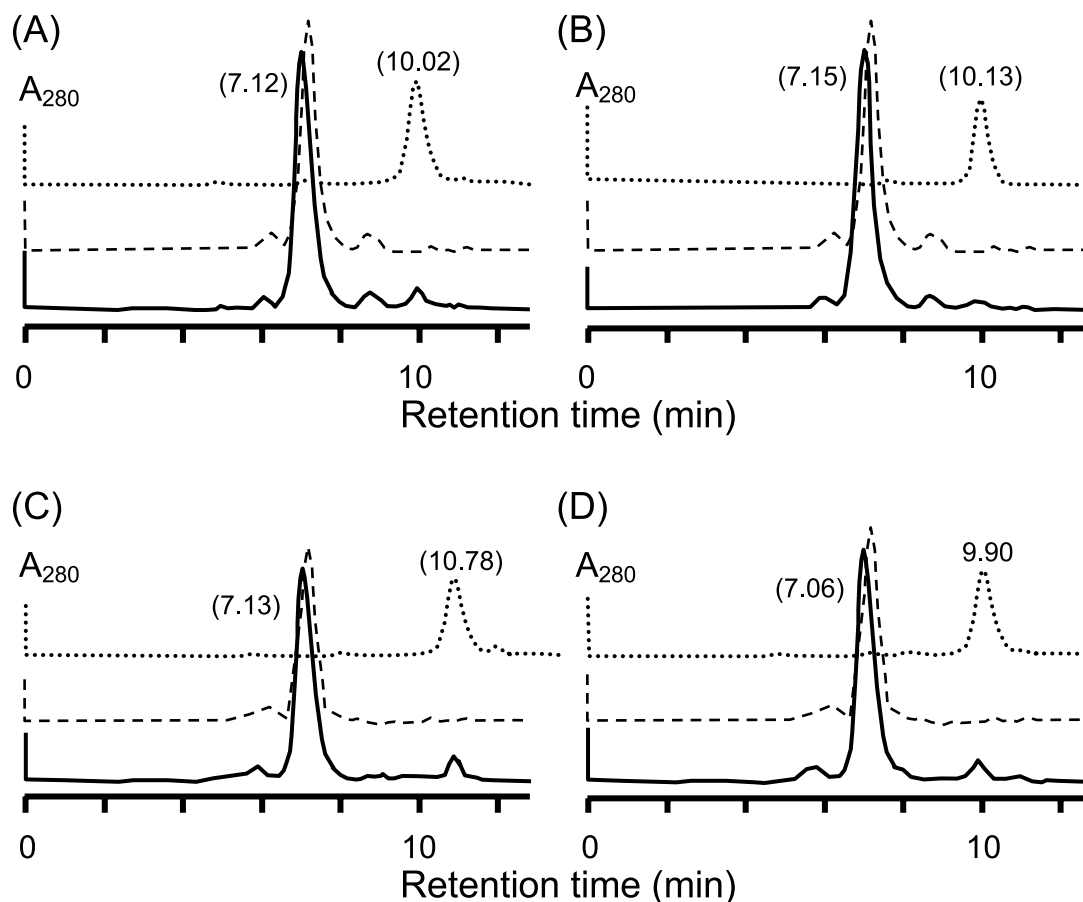 (A)
A280
(7.12)
(10.02)
0
10
Retention time (min)
(B)
A280
(7.15)
(10.13)
0
10
(C)
A280
(7.13)
(10.78)
0
10
Retention time (min)
(D)
A280
(7.06)
9.90
0
10